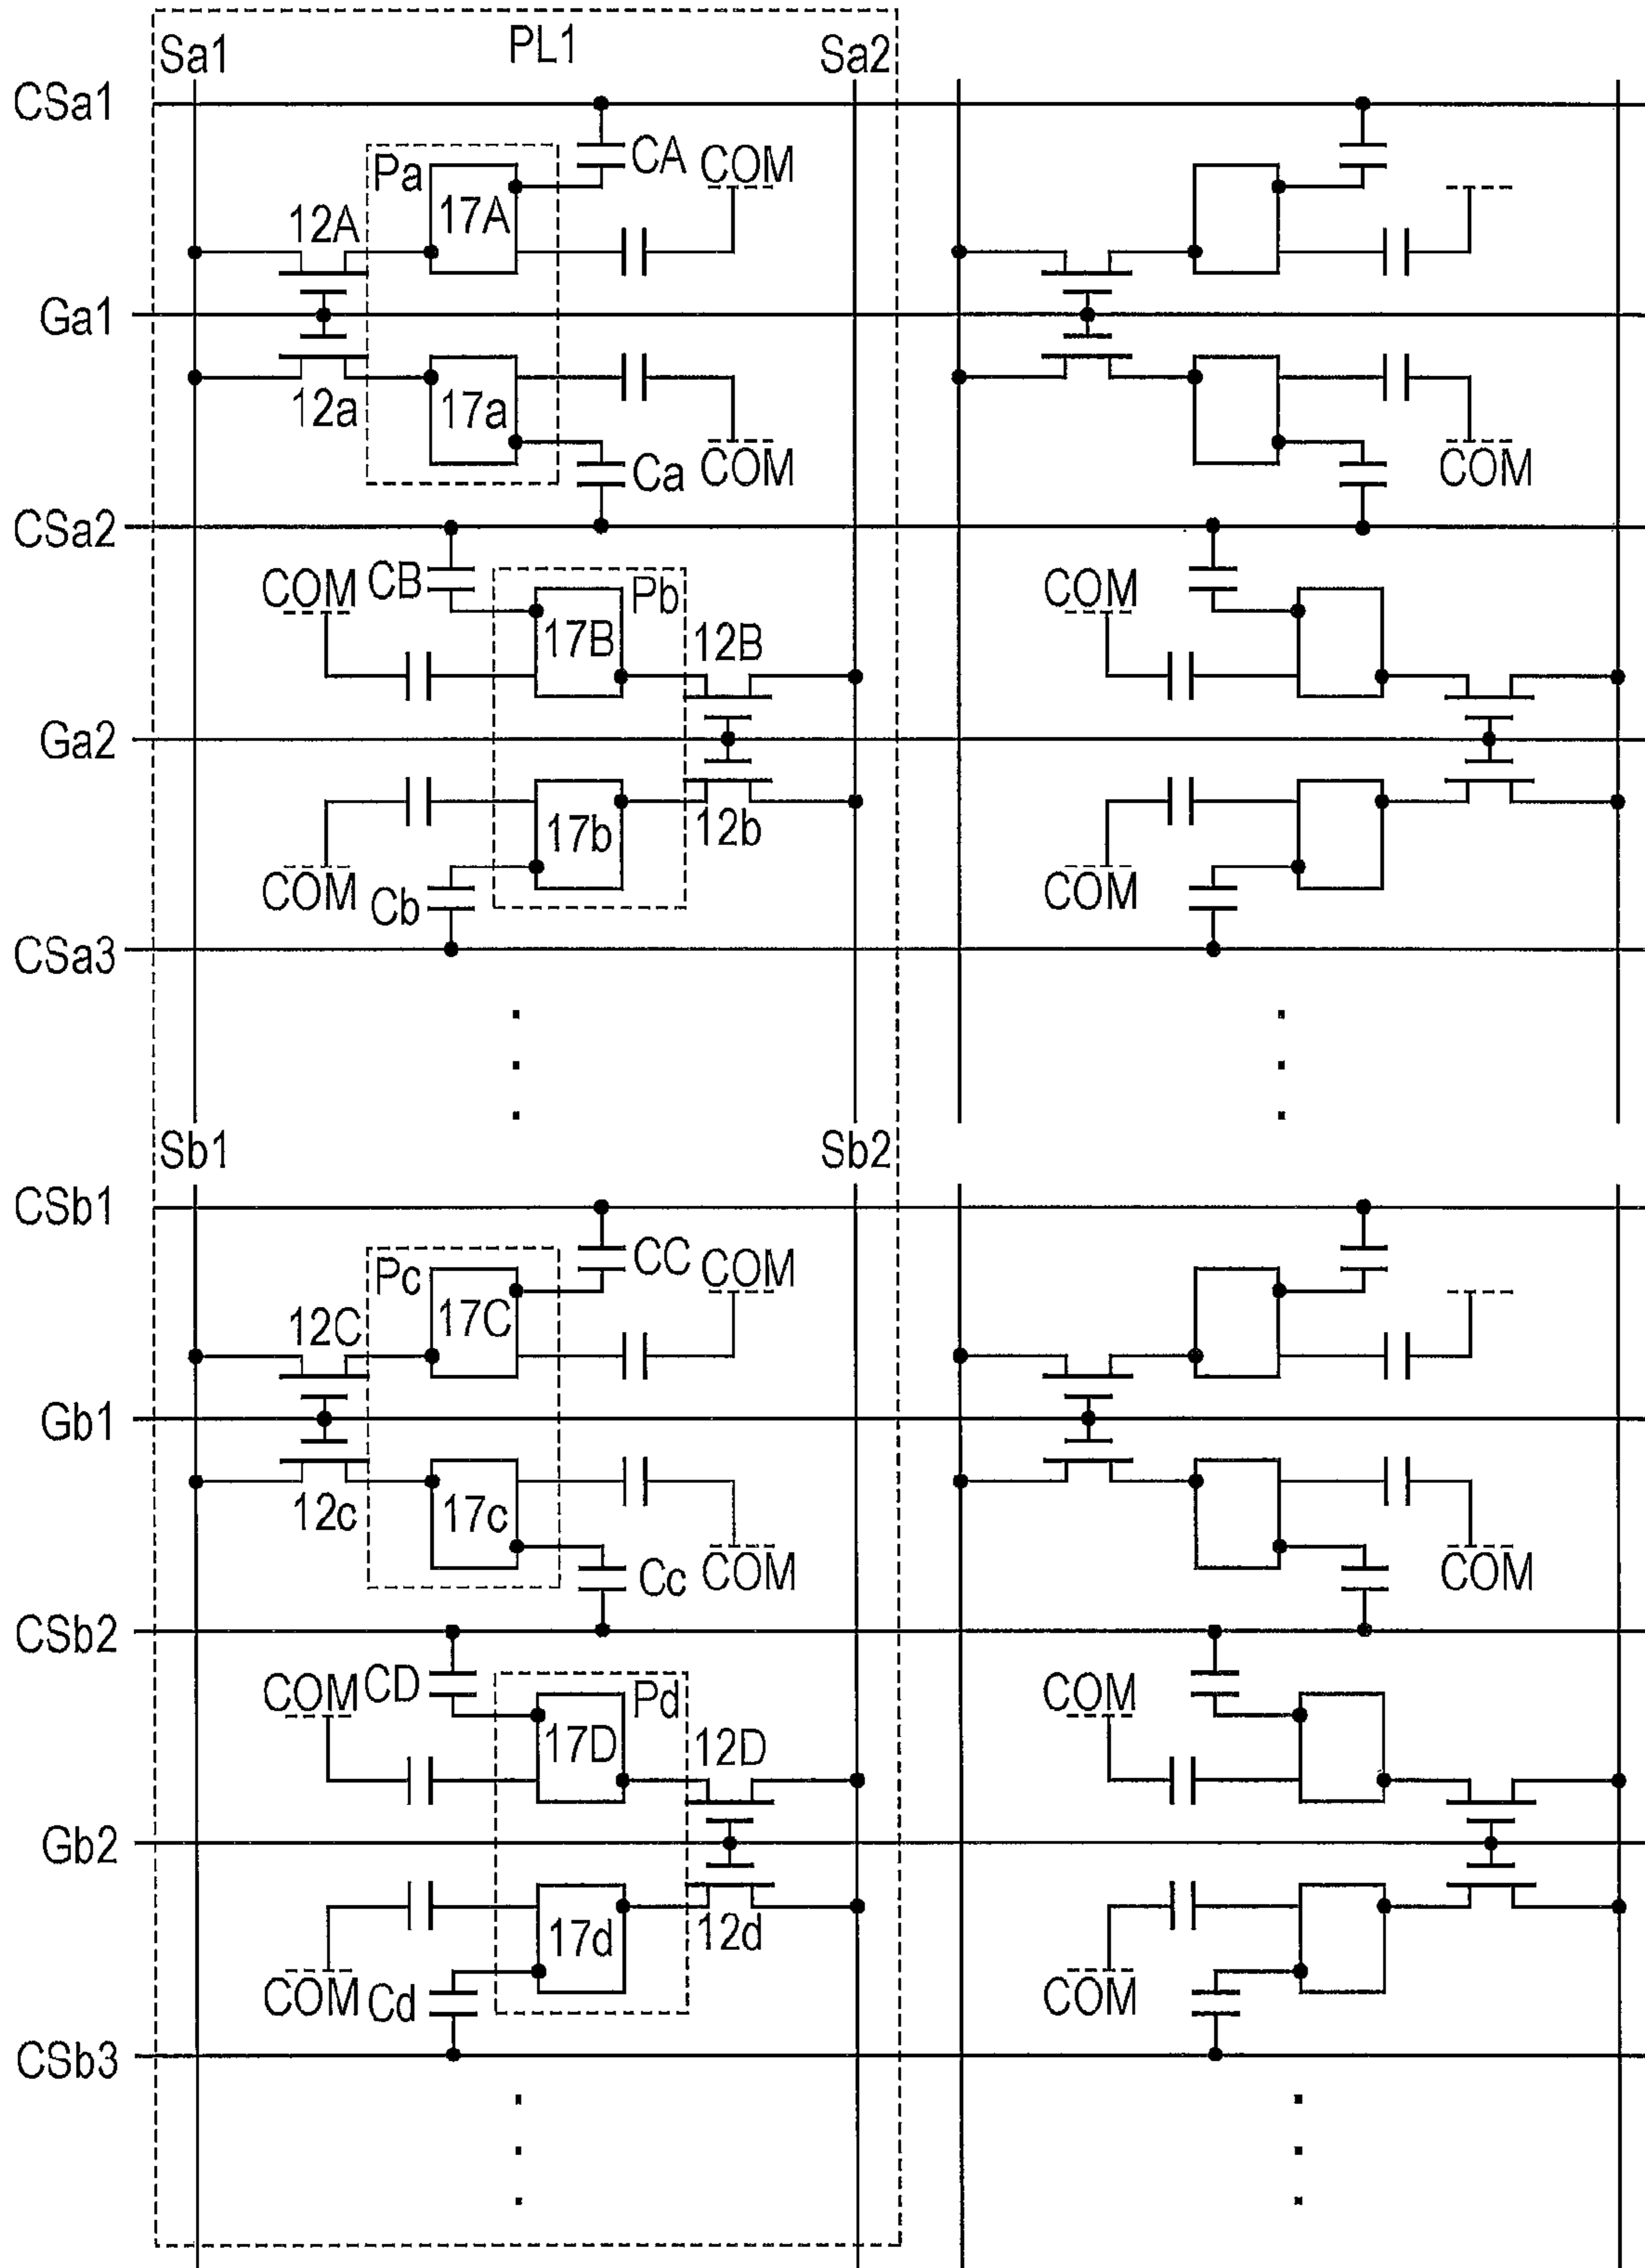 PL1
Sa1
Sa2
CSa1
CA
COM
Pa
17A
12A
Ga1
12a
17a
Ca
COM
COM
CSa2
COM
CB
Pb
17B
12B
COM
Ga2
17b
12b
COM
Cb
COM
CSa3
Sb1
Sb2
CSb1
CC
COM
Pc
17C
12C
Gb1
12c
17c
Cc
COM
COM
CSb2
COM
CD
Pd
17D
12D
COM
Gb2
17d
12d
COM
Cd
COM
CSb3